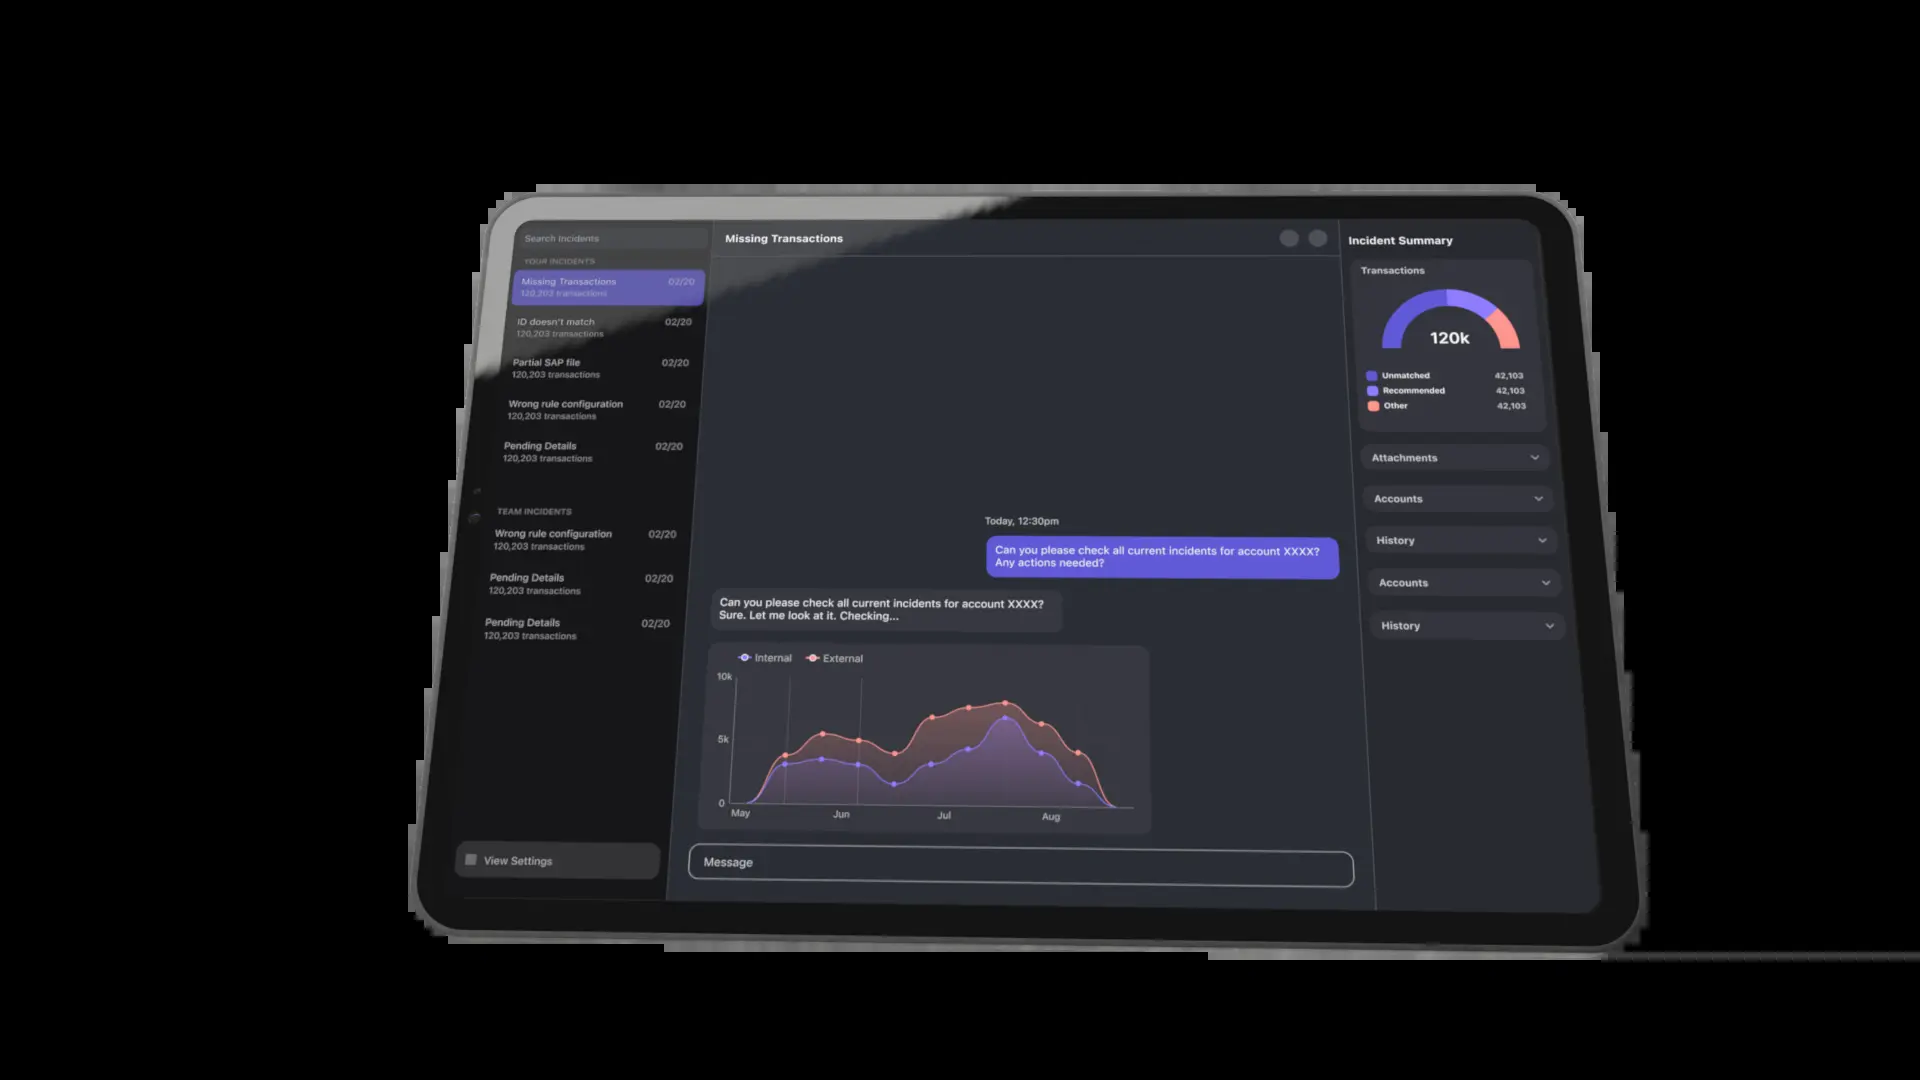 Search Incidents
YOUR INCIDENTS
Missing Transactions 02/20
120,203 transactions
ID doesn't match 02/20
120,203 transactions
Partial SAP file 02/20
120,203 transactions
Wrong rule configuration 02/20
120,203 transactions
Pending Details 02/20
120,203 transactions
TEAM INCIDENTS
Wrong rule configuration 02/20
120,203 transactions
Pending Details 02/20
120,203 transactions
Pending Details 02/20
120,203 transactions
View Settings
Missing Transactions
Today, 12:30pm
Can you please check all current incidents for account XXXX?
Any actions needed?
Can you please check all current incidents for account XXXX?
Sure. Let me look at it. Checking...
Internal External
10k
5k
0
May Jun Jul Aug
Message
Incident Summary
Transactions
120k
Unmatched 42,103
Recommended 42,103
Other 42,103
Attachments
Accounts
History
Accounts
History